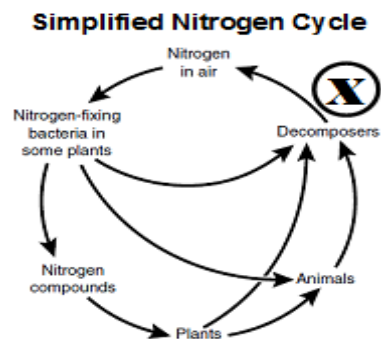 Simplified Nitrogen Cycle
Nitrogen
in air
X
Nitrogen-fixing
bacteria in
some plants
Decomposers
Nitrogen
compounds
Animals
Plants